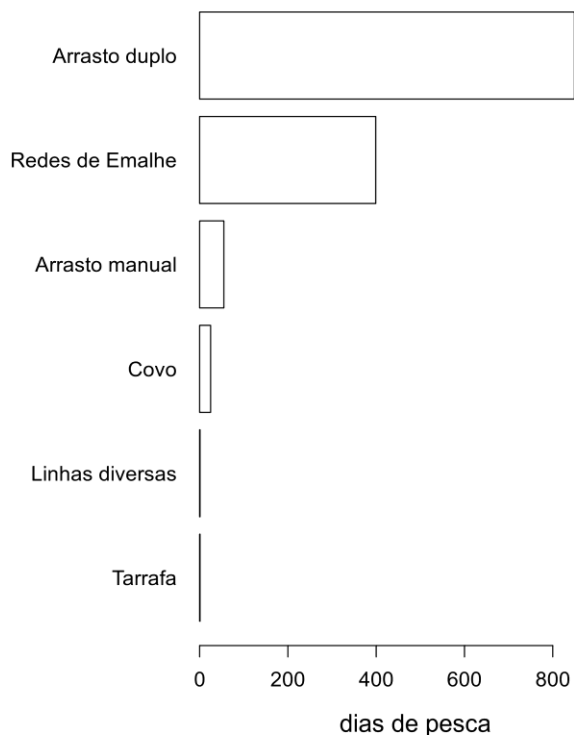 Arrasto duplo
Redes de Emalhe
Arrasto manual
Covo
Linhas diversas
Tarrafa
0 200 400 600 800
dias de pesca